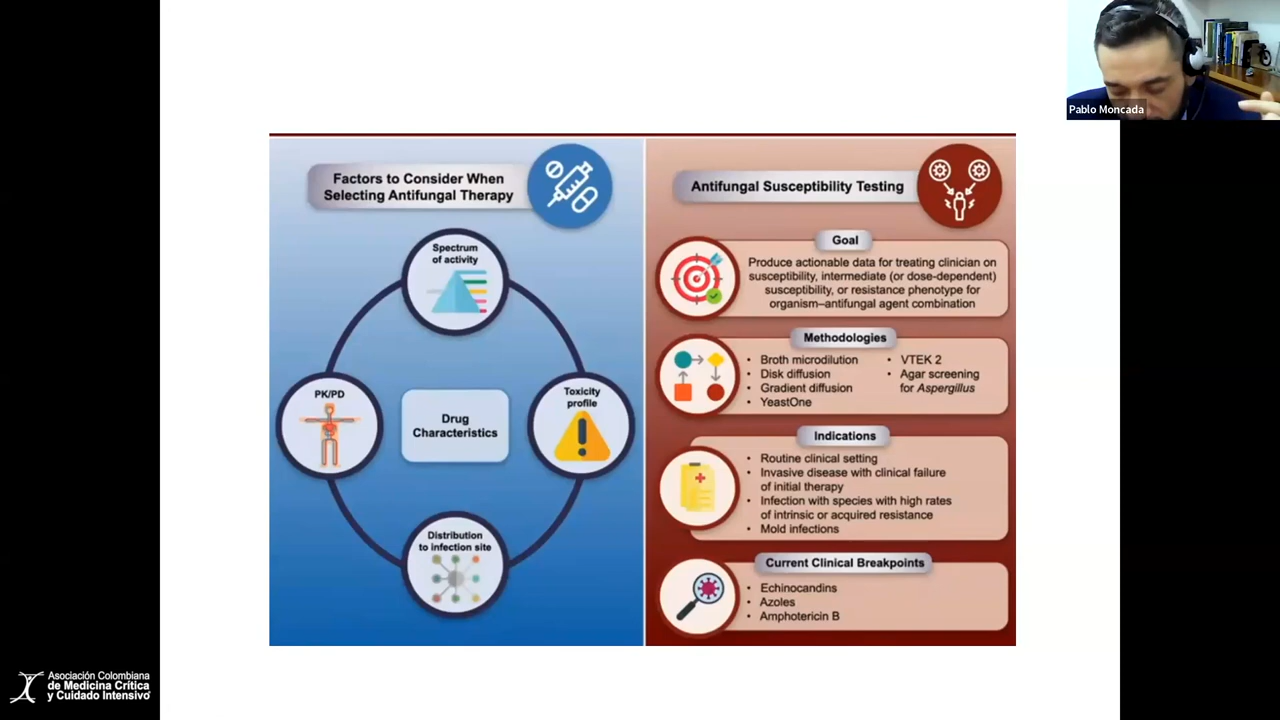 Pablo Moncada
Factors to Consider When
Selecting Antifungal Therapy
Spectrum
of activity
PK/PD
Drug
Characteristics
Toxicity
profile
Distribution
to infection site
Antifungal Susceptibility Testing
Goal
Produce actionable data for treating clinician on
susceptibility, intermediate (or dose-dependent)
susceptibility, or resistance phenotype for
organism–antifungal agent combination
Methodologies
• Broth microdilution
• Disk diffusion
• Gradient diffusion
• YeastOne
• VTEK 2
• Agar screening
for Aspergillus
Indications
• Routine clinical setting
• Invasive disease with clinical failure
of initial therapy
• Infection with species with high rates
of intrinsic or acquired resistance
• Mold infections
Current Clinical Breakpoints
• Echinocandins
• Azoles
• Amphotericin B
Asociación Colombiana
de Medicina Crítica
y Cuidado Intensivo